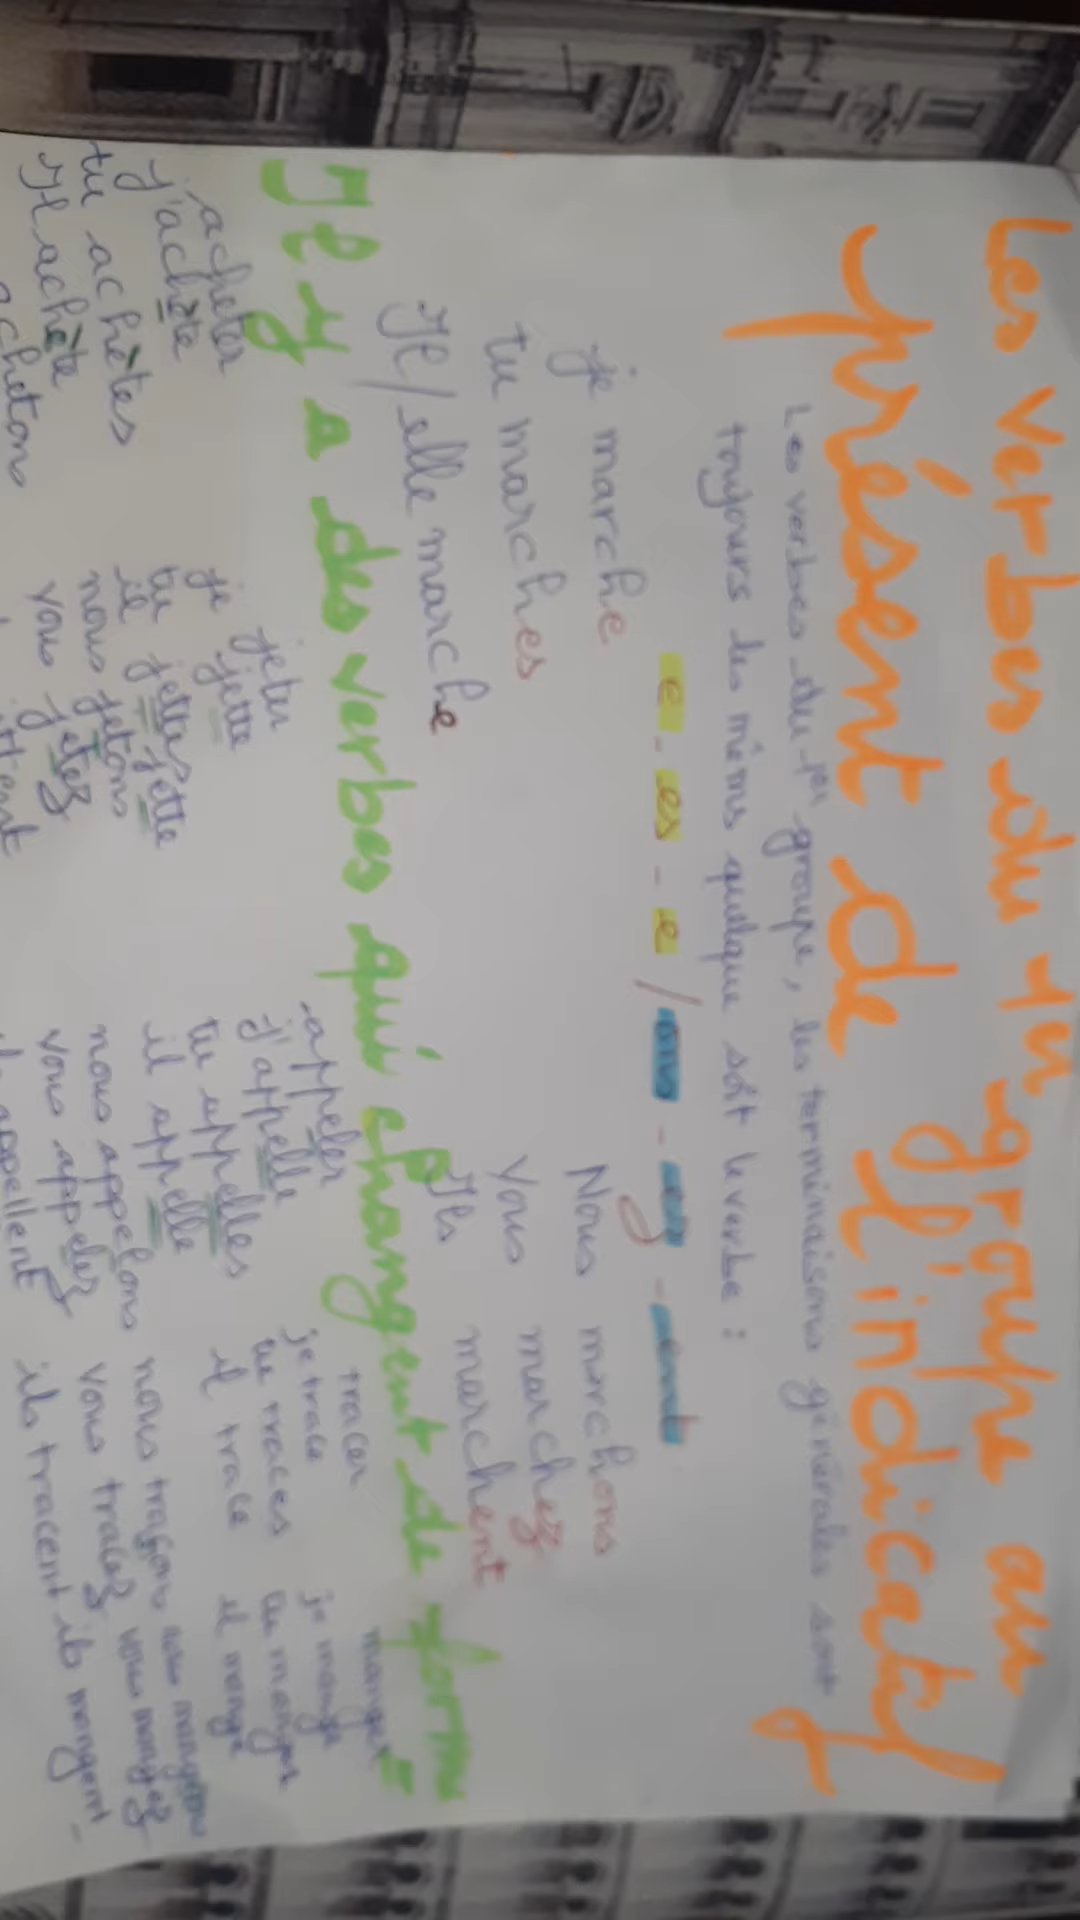 Les verbes du 1er groupe au
présent de l'indicatif
Les verbes du 1er groupe, les terminaisons générales sont
toujours les mêmes quelque soit le verbe :
e - es - e / ons - ez - ent
je marche Nous marchons
tu marches Vous marchez
Il/elle marche Ils marchent
Il y a des verbes qui changent de forme
acheter
j'achète
tu achètes
Il achète
achetons
jeter
je jette
tu jettes
il jette
nous jetons
vous jetez
appeler
j'appelle
tu appelles
il appelle
nous appelons
vous appelez
appellent
tracer
je trace
tu traces
il trace
nous traçons
vous tracez
ils tracent
manger
je mange
tu manges
il mange
nous mangeons
vous mangez
ils mangent